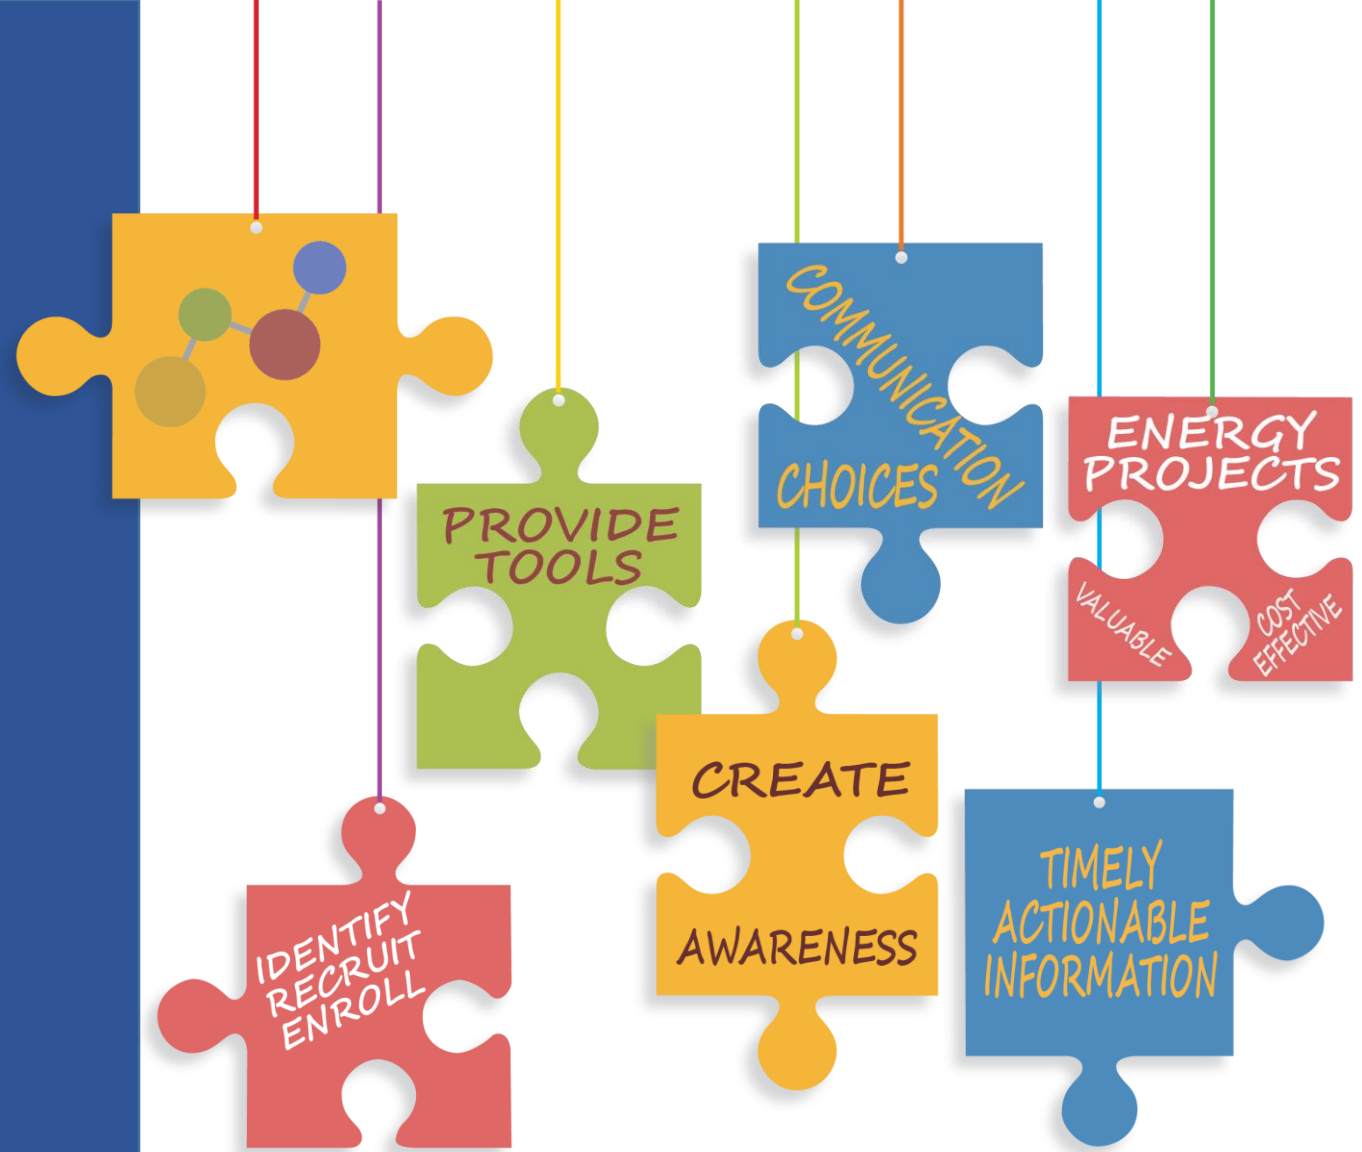 COMMUNICATION
CHOICES
ENERGY
PROJECTS
VALUABLE
COST
EFFECTIVE
PROVIDE
TOOLS
CREATE
AWARENESS
TIMELY
ACTIONABLE
INFORMATION
IDENTIFY
RECRUIT
ENROLL